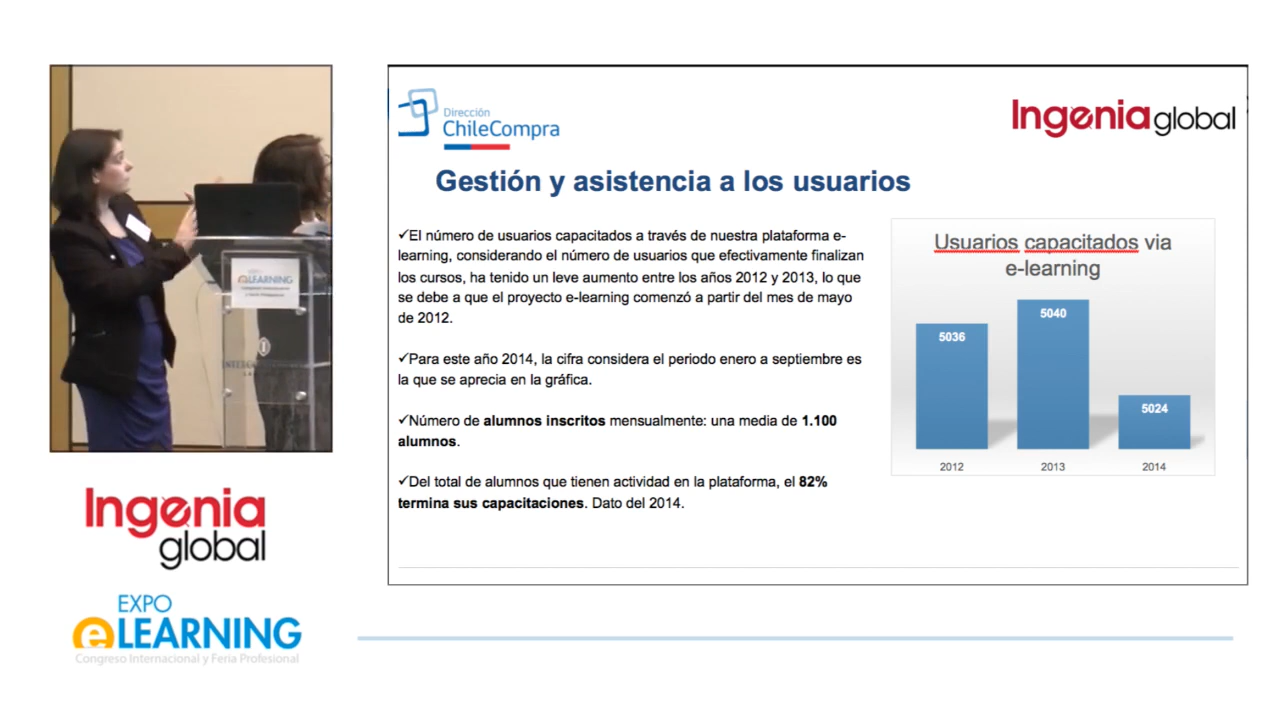 Dirección
ChileCompra
Ingenia global
Gestión y asistencia a los usuarios
✓El número de usuarios capacitados a través de nuestra plataforma e-
learning, considerando el número de usuarios que efectivamente finalizan
los cursos, ha tenido un leve aumento entre los años 2012 y 2013, lo que
se debe a que el proyecto e-learning comenzó a partir del mes de mayo
de 2012.
✓Para este año 2014, la cifra considera el periodo enero a septiembre es
la que se aprecia en la gráfica.
✓Número de alumnos inscritos mensualmente: una media de 1.100
alumnos.
✓Del total de alumnos que tienen actividad en la plataforma, el 82%
termina sus capacitaciones. Dato del 2014.
Usuarios capacitados via
e-learning
5036
5040
5024
2012
2013
2014
eLEARNING
Ingenia
global
EXPO
eLEARNING
Congreso Internacional y Feria Profesional